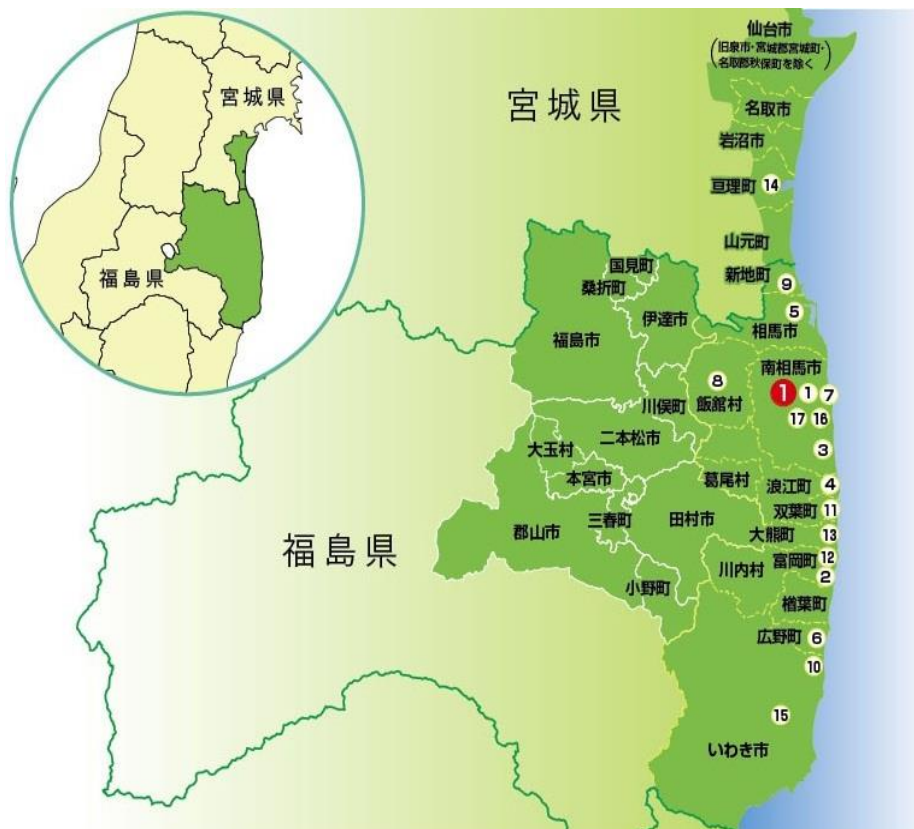 仙台市
(旧泉市・宮城郡宮城町・
名取郡秋保町を除く)
宮城県
宮城県
名取市
岩沼市
亘理町 14
山元町
新地町
9
国見町
桑折町
5
伊達市
相馬市
福島県
福島市
南相馬市
8
1 1 7
飯舘村
川俣町
17 16
二本松市
大玉村
3
本宮市
葛尾村
浪江町 4
双葉町 11
三春町
田村市
郡山市
大熊町 13
福島県
富岡町 12
川内村
2
小野町
楢葉町
広野町 6
10
15
いわき市